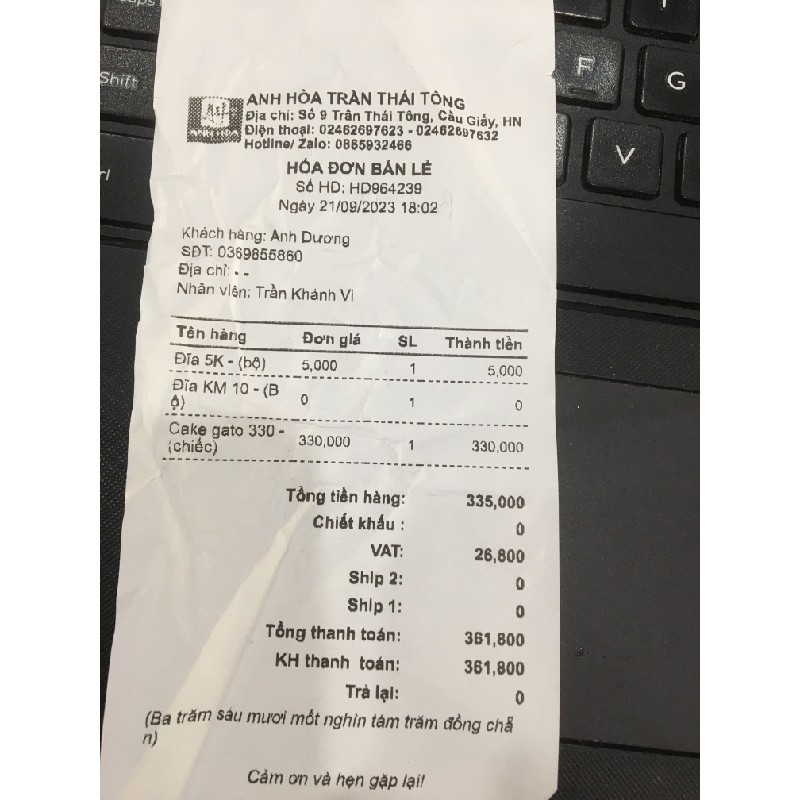 ANH HÒA TRẦN THÁI TÔNG
Địa chỉ: Số 9 Trần Thái Tông, Cầu Giấy, HN
Điện thoại: 02462697623 - 02462697632
Hotline/ Zalo: 0865932466
ANH HOA
HÓA ĐƠN BÁN LẺ
Số HD: HD964239
Ngày 21/09/2023 18:02
Khách hàng: Anh Dương
SĐT: 0369855860
Địa chỉ: - -
Nhân viên: Trần Khánh Vi
Tên hàng Đơn giá SL Thành tiền
Đĩa 5K - (bộ) 5,000 1 5,000
Đĩa KM 10 - (B
ộ) 0 1 0
Cake gato 330 -
(chiếc) 330,000 1 330,000
Tổng tiền hàng: 335,000
Chiết khấu : 0
VAT: 26,800
Ship 2: 0
Ship 1: 0
Tổng thanh toán: 361,800
KH thanh toán: 361,800
Trả lại: 0
(Ba trăm sáu mươi mốt nghìn tám trăm đồng chẵ
n)
Cảm ơn và hẹn gặp lại!
Shift
F
G
V